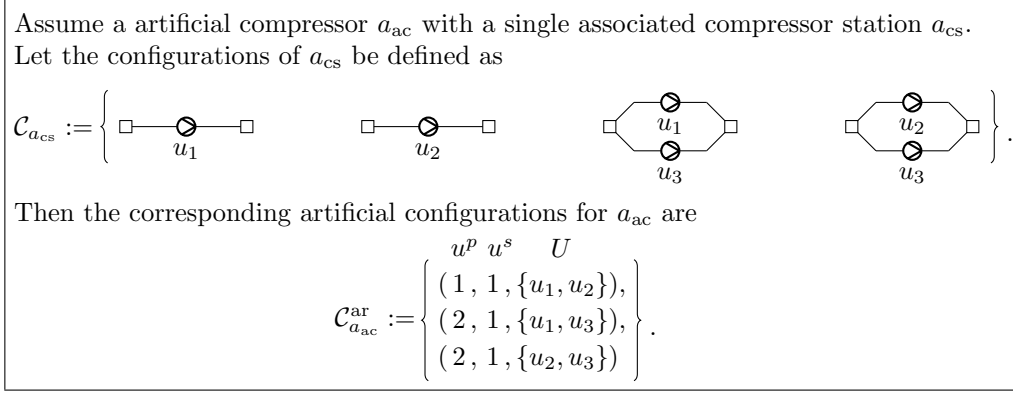 Assume a artificial compressor a_ac with a single associated compressor station a_cs.
Let the configurations of a_cs be defined as
C_{a_cs} := { u_1 u_2 u_1 u_3 u_2 u_3 } .
Then the corresponding artificial configurations for a_ac are
u^p u^s U
( 1 , 1 , {u_1, u_2}),
C^{ar}_{a_ac} := { ( 2 , 1 , {u_1, u_3}), } .
( 2 , 1 , {u_2, u_3})